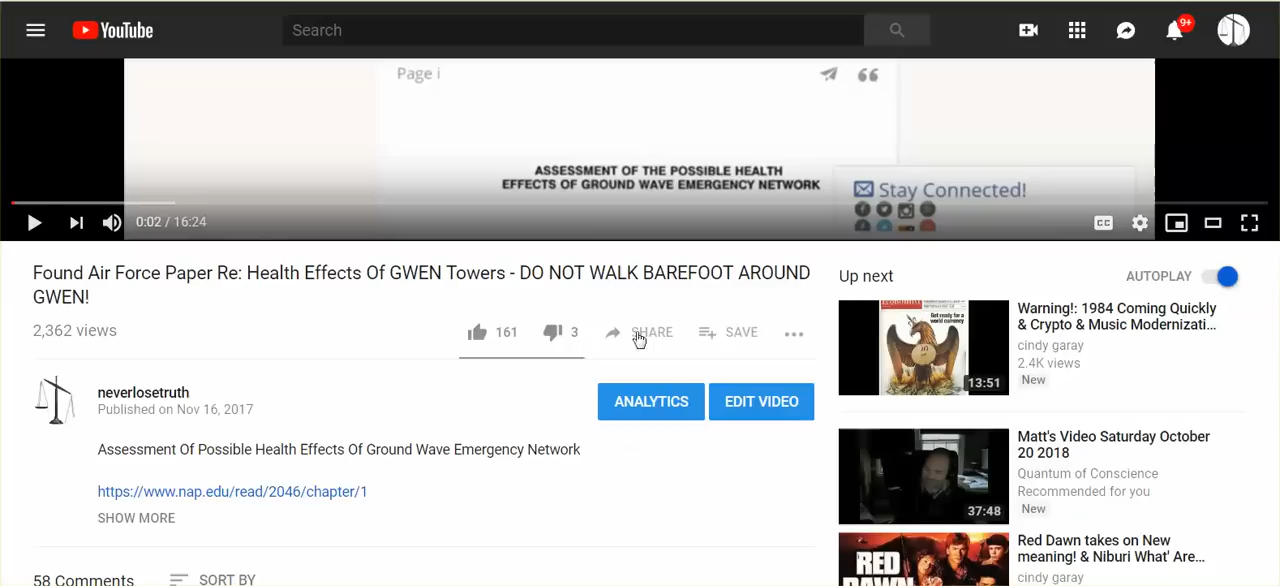 YouTube
Search
9+
Page i
ASSESSMENT OF THE POSSIBLE HEALTH
EFFECTS OF GROUND WAVE EMERGENCY NETWORK
Stay Connected!
0:02 / 16:24
CC
Found Air Force Paper Re: Health Effects Of GWEN Towers - DO NOT WALK BAREFOOT AROUND
GWEN!
2,362 views
161
3
SHARE
SAVE
neverlosetruth
Published on Nov 16, 2017
ANALYTICS
EDIT VIDEO
Assessment Of Possible Health Effects Of Ground Wave Emergency Network
https://www.nap.edu/read/2046/chapter/1
SHOW MORE
58 Comments
SORT BY
Up next
AUTOPLAY
Get ready for a
world currency
13:51
Warning!: 1984 Coming Quickly
& Crypto & Music Modernizati...
cindy garay
2.4K views
New
37:48
Matt's Video Saturday October
20 2018
Quantum of Conscience
Recommended for you
New
RED
DAWN
Red Dawn takes on New
meaning! & Niburi What' Are...
cindy garay